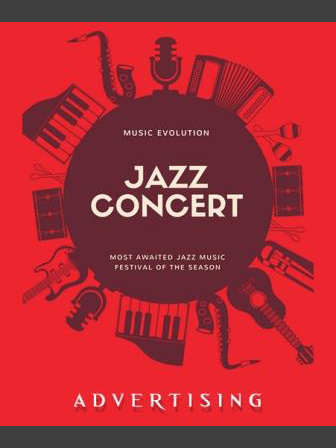 MUSIC EVOLUTION
JAZZ
CONCERT
MOST AWAITED JAZZ MUSIC
FESTIVAL OF THE SEASON
ADVERTISING